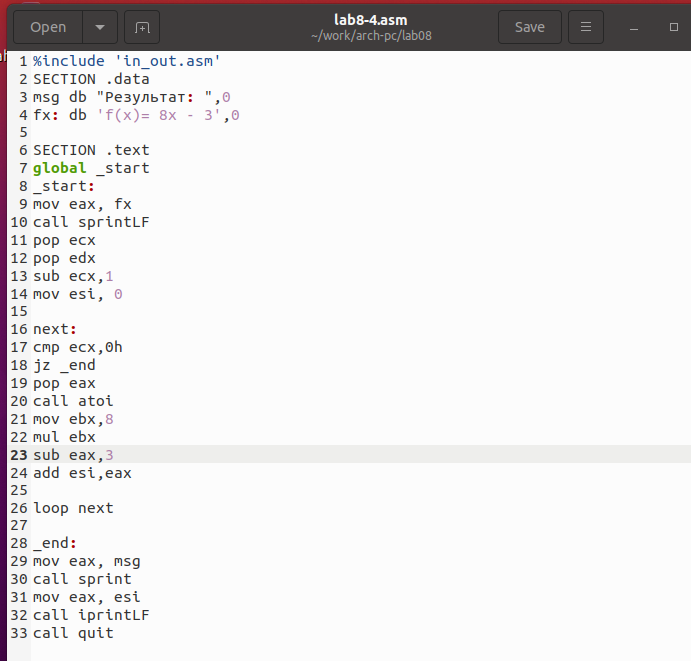 Open
lab8-4.asm
~/work/arch-pc/lab08
Save
1 %include 'in_out.asm'
2 SECTION .data
3 msg db "Результат: ",0
4 fx: db 'f(x)= 8x - 3',0
5
6 SECTION .text
7 global _start
8 _start:
9 mov eax, fx
10 call sprintLF
11 pop ecx
12 pop edx
13 sub ecx,1
14 mov esi, 0
15
16 next:
17 cmp ecx,0h
18 jz _end
19 pop eax
20 call atoi
21 mov ebx,8
22 mul ebx
23 sub eax,3
24 add esi,eax
25
26 loop next
27
28 _end:
29 mov eax, msg
30 call sprint
31 mov eax, esi
32 call iprintLF
33 call quit